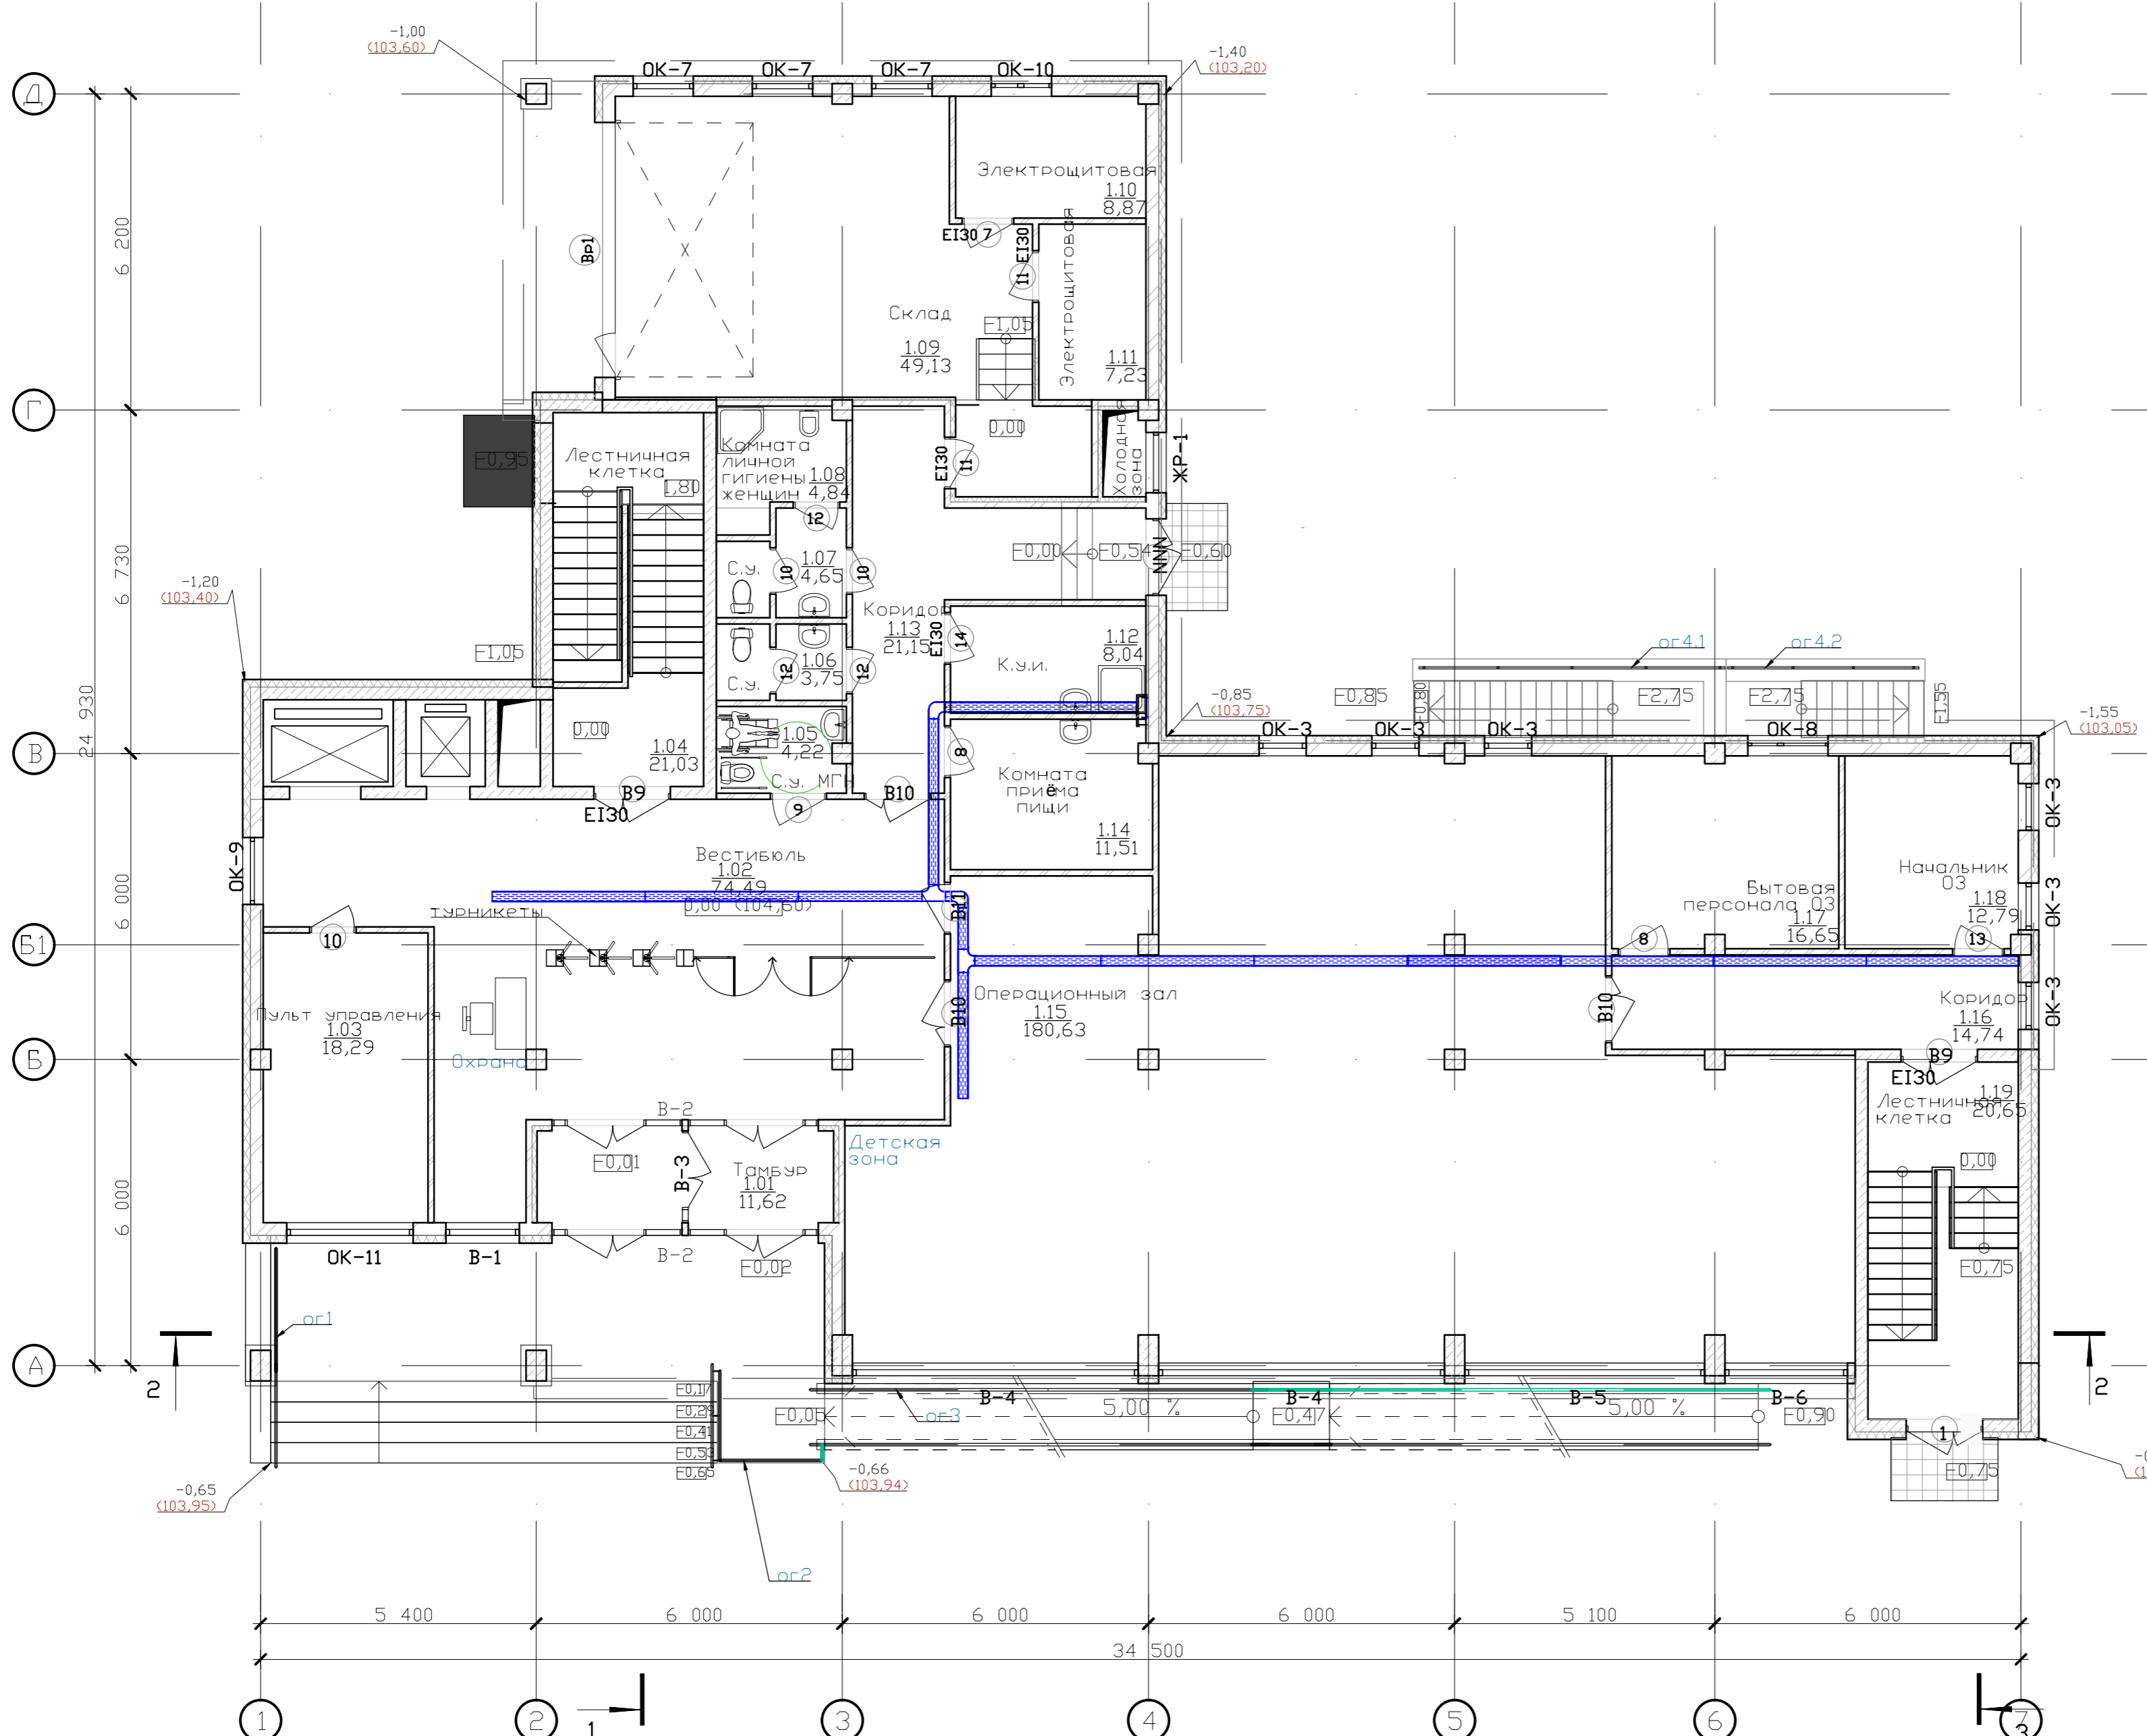 -1,00
(103,60)
-1,40
(103,20)
ОК-7
ОК-7
ОК-7
ОК-10
Д
Электрощитовая
1.10
8,87
EI30 7
EI30
11
Электрощитовая
6 200
Вр1
Склад
1.09
49,13
1,05
1.11
7,23
Г
0,00
Холодная
зона
ЖР-1
EI30
11
0,95
Лестничная
клетка
1,80
Комната
личной
гигиены
женщин
1.08
4,84
12
0,00
0,54
0,60
С.у.
10
1.07
4,65
10
6 730
-1,20
(103,40)
Коридор
1.13
21,15
EI30
14
1.12
8,04
К.у.и.
1.06
3,75
12
12
С.у.
1,05
ог4.1
ог4.2
24 930
-0,85
(103,75)
0,85
0,80
2,75
2,75
1,55
-1,55
(103,05)
ОК-3
ОК-3
ОК-3
ОК-8
0,00
1.04
21,03
1.05
4,22
С.у. МГН
8
В
Комната
приёма
пищи
1.14
11,51
В9
EI30
9
В10
ОК-3
ОК-9
Вестибюль
1.02
74,49
0,00 (104,60)
турникеты
В11
Начальник
ОЗ
1.18
12,79
13
ОК-3
Бытовая
персонала ОЗ
1.17
16,65
8
6 000
Б1
10
Операционный зал
1.15
180,63
В10
В10
Коридор
1.16
14,74
ОК-3
Пульт управления
1.03
18,29
Б
Охрана
В9
EI30
1.19
20,65
Лестничная
клетка
В-2
Детская
зона
0,01
В-3
Тамбур
1.01
11,62
0,00
6 000
ОК-11
В-1
В-2
0,02
0,75
ог1
2
А
2
0,17
0,29
0,41
0,53
0,65
0,05
ог3
В-4
5,00 %
В-4
0,47
В-5
5,00 %
В-6
0,90
1
0,75
-0,65
(103,95)
-0,66
(103,94)
ог2
5 400
6 000
6 000
6 000
5 100
6 000
34 500
1
2
1
3
4
5
6
7
3